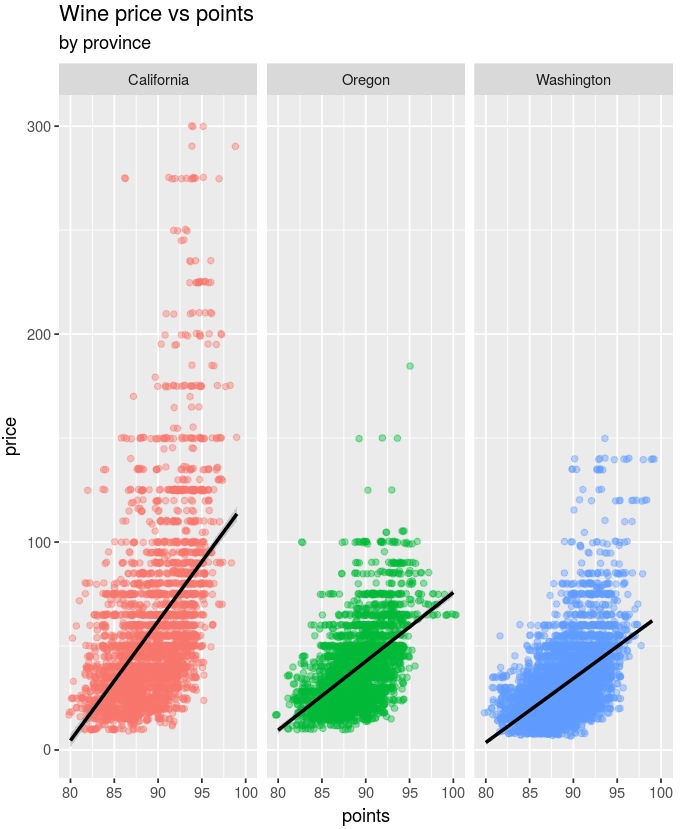 Wine price vs points
by province
California
Oregon
Washington
300
200
100
0
price
80 85 90 95 100
80 85 90 95 100
80 85 90 95 100
points